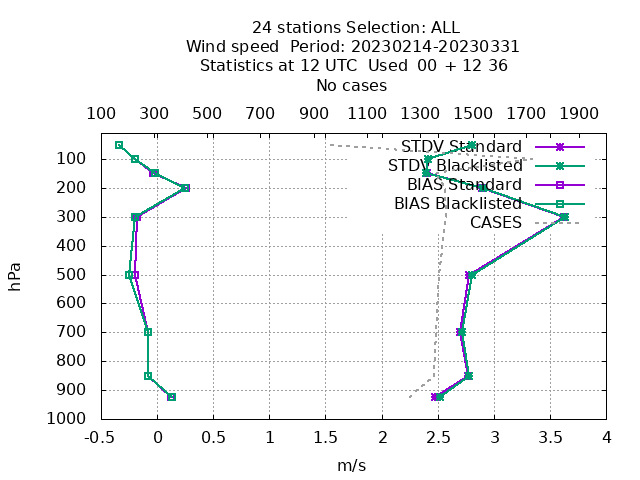 24 stations Selection: ALL
Wind speed  Period: 20230214-20230331
Statistics at 12 UTC  Used  00 + 12 36
No cases
100 300 500 700 900 1100 1300 1500 1700 1900
STDV Standard
100
STDV Blacklisted
200
BIAS Standard
BIAS Blacklisted
300
CASES
400
500
600
700
800
900
1000
hPa
-0.5 0 0.5 1 1.5 2 2.5 3 3.5 4
m/s